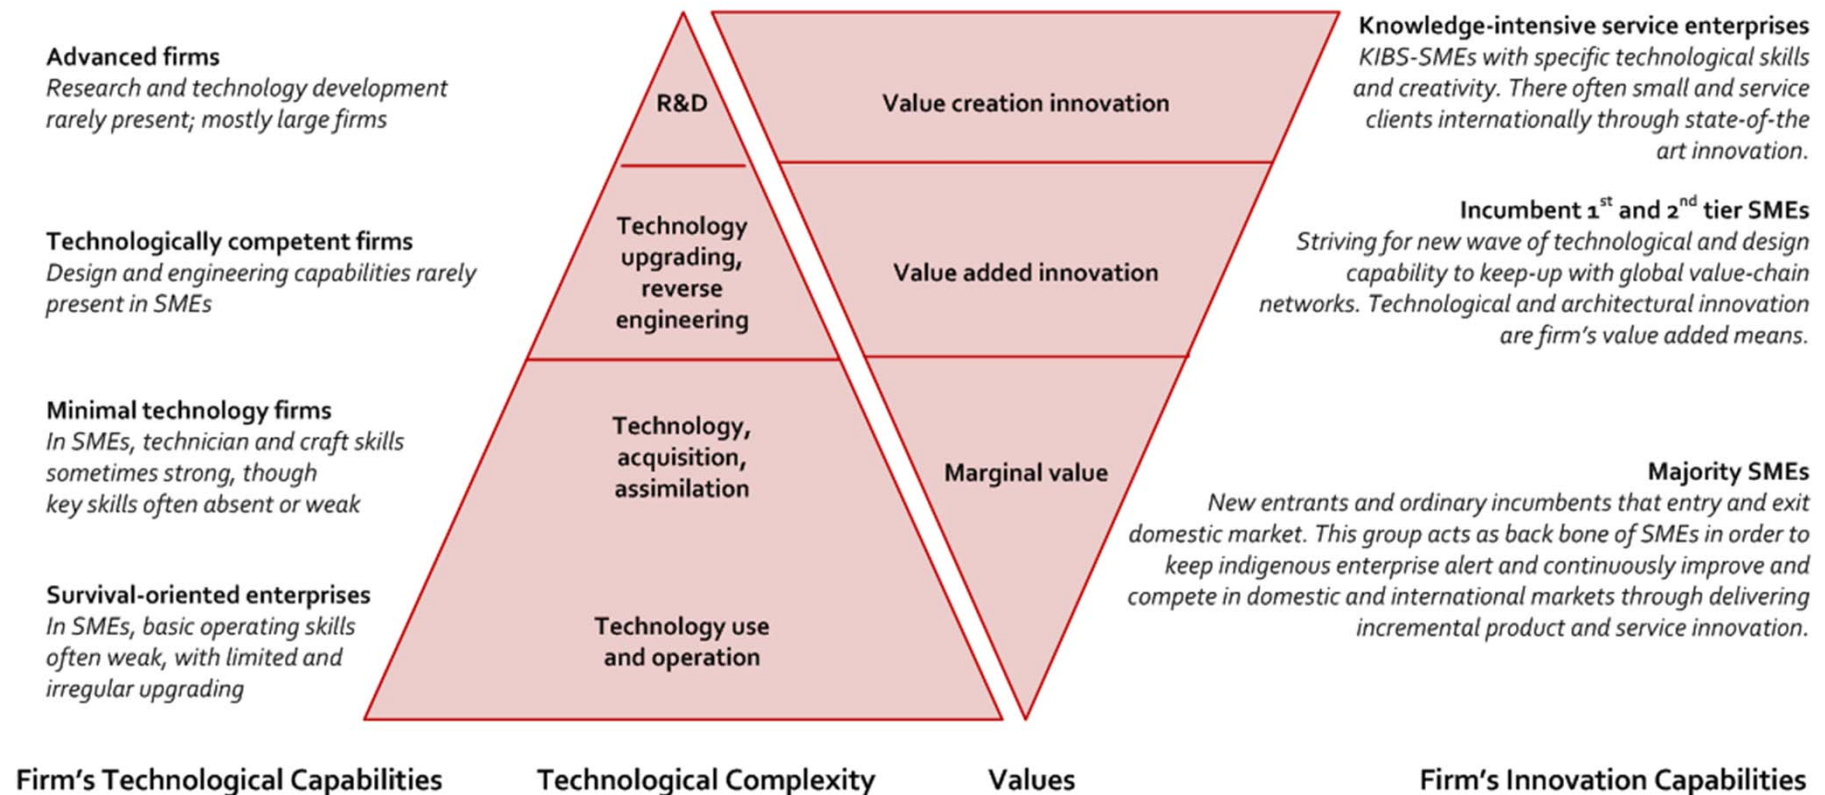 Advanced firms
Research and technology development
rarely present; mostly large firms
Technologically competent firms
Design and engineering capabilities rarely
present in SMEs
Minimal technology firms
In SMEs, technician and craft skills
sometimes strong, though
key skills often absent or weak
Survival-oriented enterprises
In SMEs, basic operating skills
often weak, with limited and
irregular upgrading
R&D
Technology
upgrading,
reverse
engineering
Technology,
acquisition,
assimilation
Technology use
and operation
Value creation innovation
Value added innovation
Marginal value
Knowledge-intensive service enterprises
KIBS-SMEs with specific technological skills
and creativity. There often small and service
clients internationally through state-of-the
art innovation.
Incumbent 1st and 2nd tier SMEs
Striving for new wave of technological and design
capability to keep-up with global value-chain
networks. Technological and architectural innovation
are firm's value added means.
Majority SMEs
New entrants and ordinary incumbents that entry and exit
domestic market. This group acts as back bone of SMEs in order to
keep indigenous enterprise alert and continuously improve and
compete in domestic and international markets through delivering
incremental product and service innovation.
Firm's Technological Capabilities
Technological Complexity
Values
Firm's Innovation Capabilities